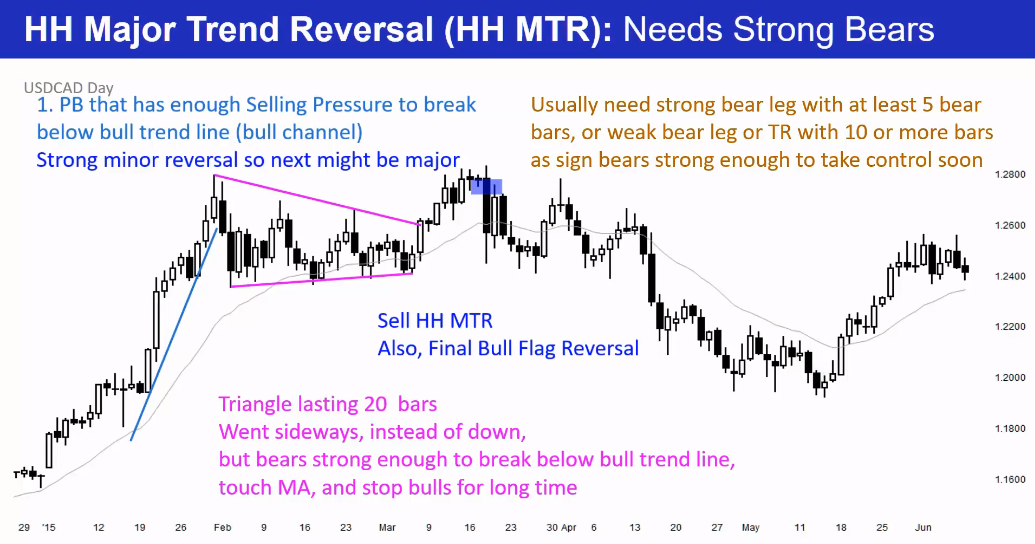 HH Major Trend Reversal (HH MTR): Needs Strong Bears
USDCAD Day
1. PB that has enough Selling Pressure to break
below bull trend line (bull channel)
Strong minor reversal so next might be major
Usually need strong bear leg with at least 5 bear
bars, or weak bear leg or TR with 10 or more bars
as sign bears strong enough to take control soon
Sell HH MTR
Also, Final Bull Flag Reversal
Triangle lasting 20 bars
Went sideways, instead of down,
but bears strong enough to break below bull trend line,
touch MA, and stop bulls for long time
1.2800
1.2600
1.2400
1.2200
1.2000
1.1800
1.1600
29 '15 12 19 26 Feb 9 16 23 Mar 9 16 23 30 Apr 6 13 20 27 May 11 18 25 Jun